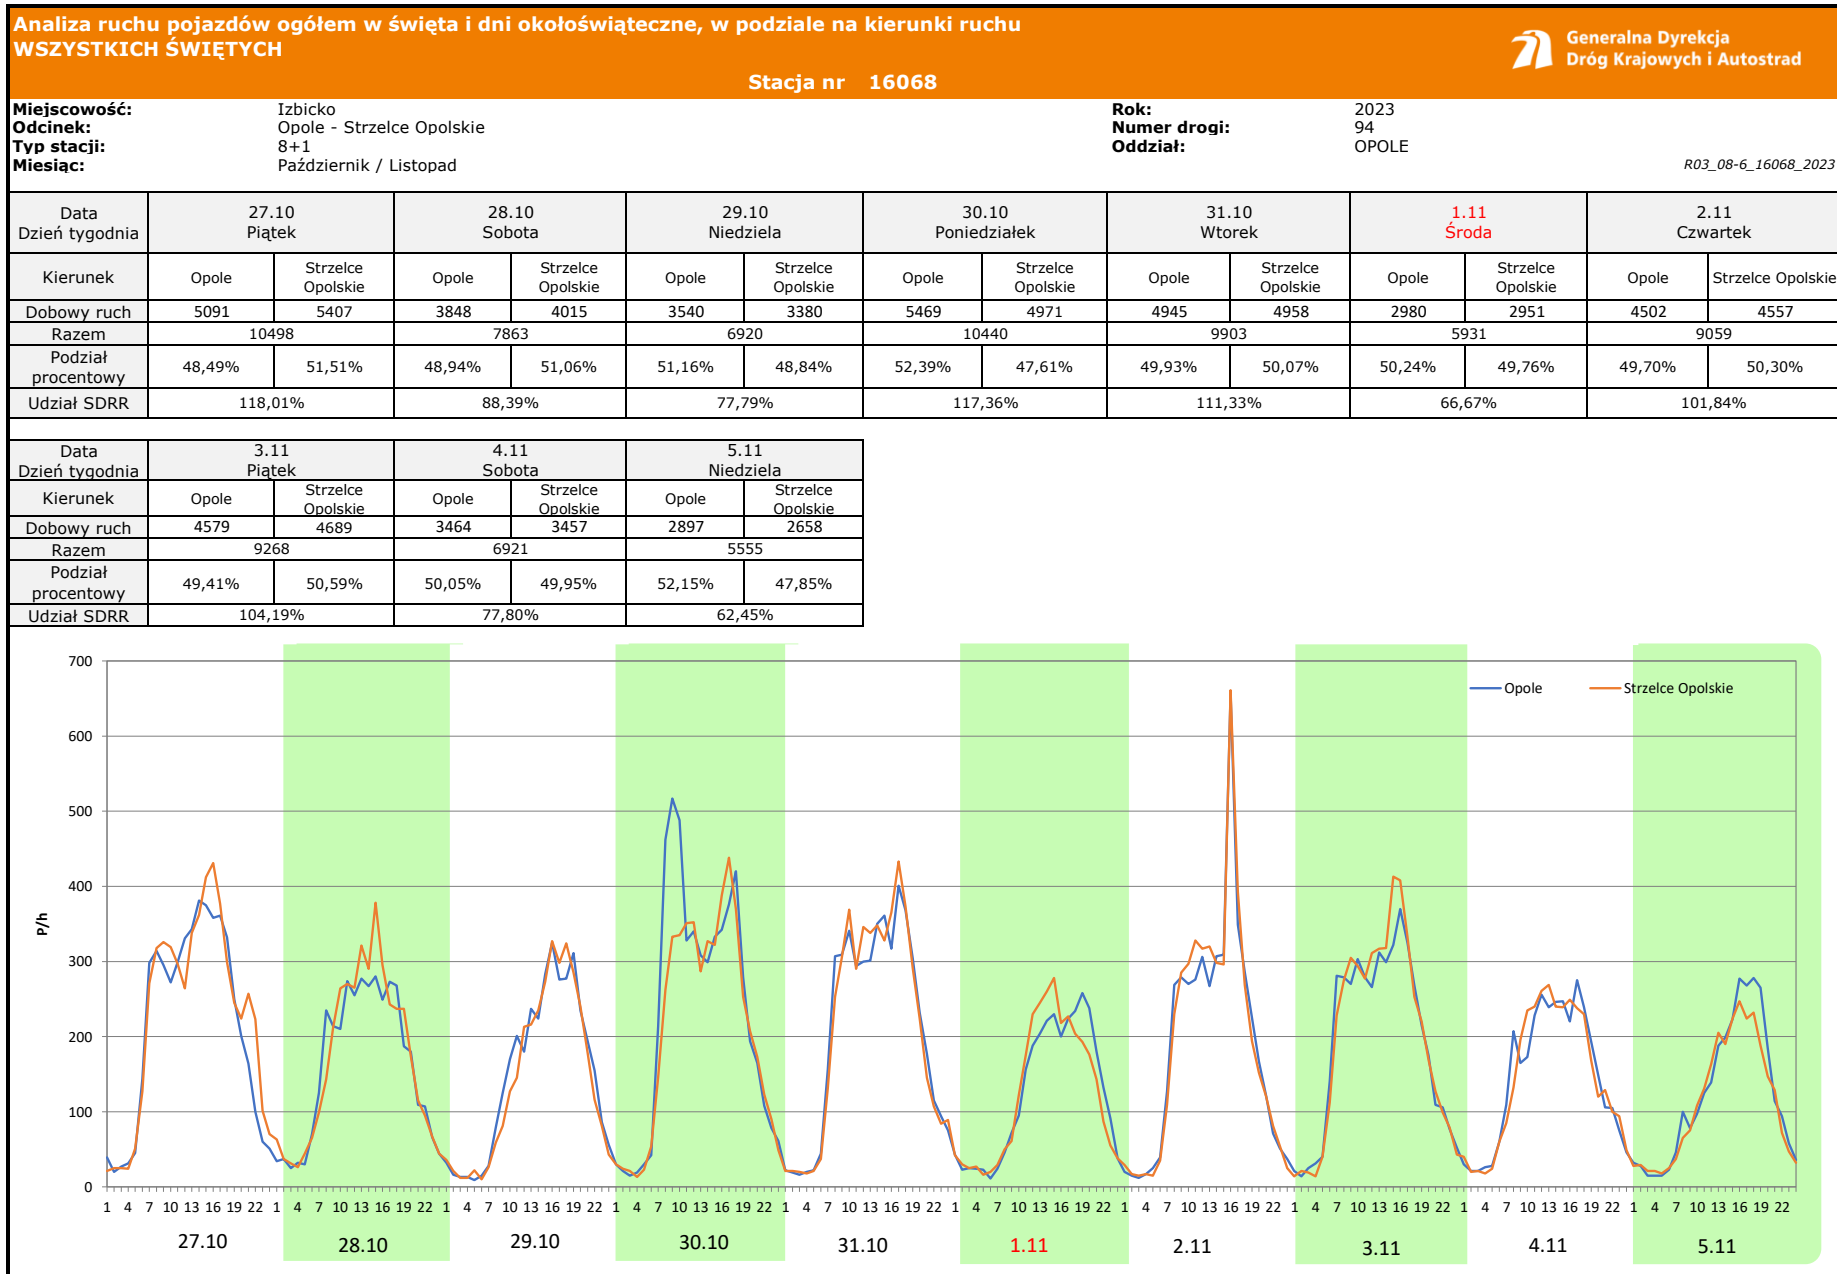 Analiza ruchu pojazdów ogółem w święta i dni okołoświąteczne, w podziale na kierunki ruchu
WSZYSTKICH ŚWIĘTYCH
Generalna Dyrekcja
Dróg Krajowych i Autostrad
Stacja nr 16068
Miejscowość: Izbicko Rok: 2023
Odcinek: Opole - Strzelce Opolskie Numer drogi: 94
Typ stacji: 8+1 Oddział: OPOLE
Miesiąc: Październik / Listopad R03_08-6_16068_2023
Data 27.10 28.10 29.10 30.10 31.10 1.11 2.11
Dzień tygodnia Piątek Sobota Niedziela Poniedziałek Wtorek Środa Czwartek
Kierunek Opole Strzelce Opolskie Opole Strzelce Opolskie Opole Strzelce Opolskie Opole Strzelce Opolskie Opole Strzelce Opolskie Opole Strzelce Opolskie Opole Strzelce Opolskie
Dobowy ruch 5091 5407 3848 4015 3540 3380 5469 4971 4945 4958 2980 2951 4502 4557
Razem 10498 7863 6920 10440 9903 5931 9059
Podział procentowy 48,49% 51,51% 48,94% 51,06% 51,16% 48,84% 52,39% 47,61% 49,93% 50,07% 50,24% 49,76% 49,70% 50,30%
Udział SDRR 118,01% 88,39% 77,79% 117,36% 111,33% 66,67% 101,84%
Data 3.11 4.11 5.11
Dzień tygodnia Piątek Sobota Niedziela
Kierunek Opole Strzelce Opolskie Opole Strzelce Opolskie Opole Strzelce Opolskie
Dobowy ruch 4579 4689 3464 3457 2897 2658
Razem 9268 6921 5555
Podział procentowy 49,41% 50,59% 50,05% 49,95% 52,15% 47,85%
Udział SDRR 104,19% 77,80% 62,45%
700
Opole Strzelce Opolskie
600
500
400
P/h
300
200
100
0
1 4 7 10 13 16 19 22 1 4 7 10 13 16 19 22 1 4 7 10 13 16 19 22 1 4 7 10 13 16 19 22 1 4 7 10 13 16 19 22 1 4 7 10 13 16 19 22 1 4 7 10 13 16 19 22 1 4 7 10 13 16 19 22 1 4 7 10 13 16 19 22 1 4 7 10 13 16 19 22
27.10 28.10 29.10 30.10 31.10 1.11 2.11 3.11 4.11 5.11